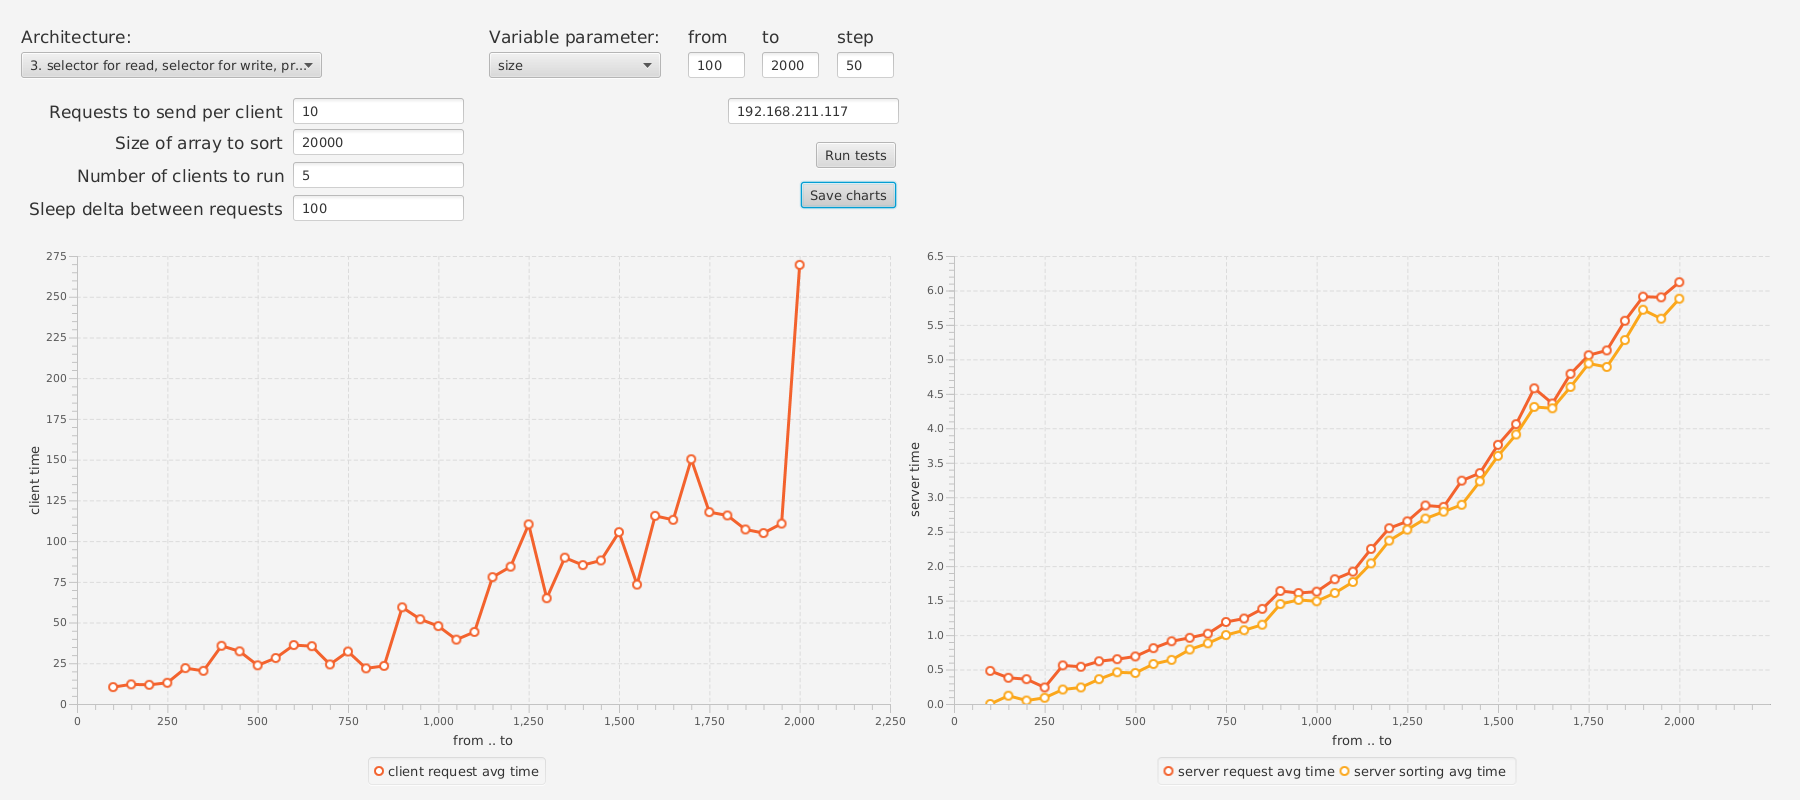 Architecture:
Variable parameter: from to step
3. selector for read, selector for write, pr...
size
100
2000
50
Requests to send per client 10
192.168.211.117
Size of array to sort 20000
Run tests
Number of clients to run 5
Save charts
Sleep delta between requests 100
275
250
225
200
175
150
125
100
75
50
25
0
client time
0 250 500 750 1,000 1,250 1,500 1,750 2,000 2,250
from .. to
client request avg time
6.5
6.0
5.5
5.0
4.5
4.0
3.5
3.0
2.5
2.0
1.5
1.0
0.5
0.0
server time
0 250 500 750 1,000 1,250 1,500 1,750 2,000
from .. to
server request avg time server sorting avg time